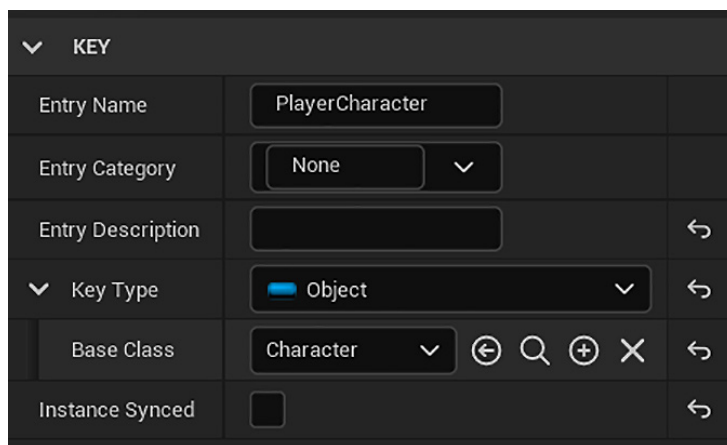 KEY
Entry Name PlayerCharacter
Entry Category None
Entry Description
Key Type Object
Base Class Character
Instance Synced